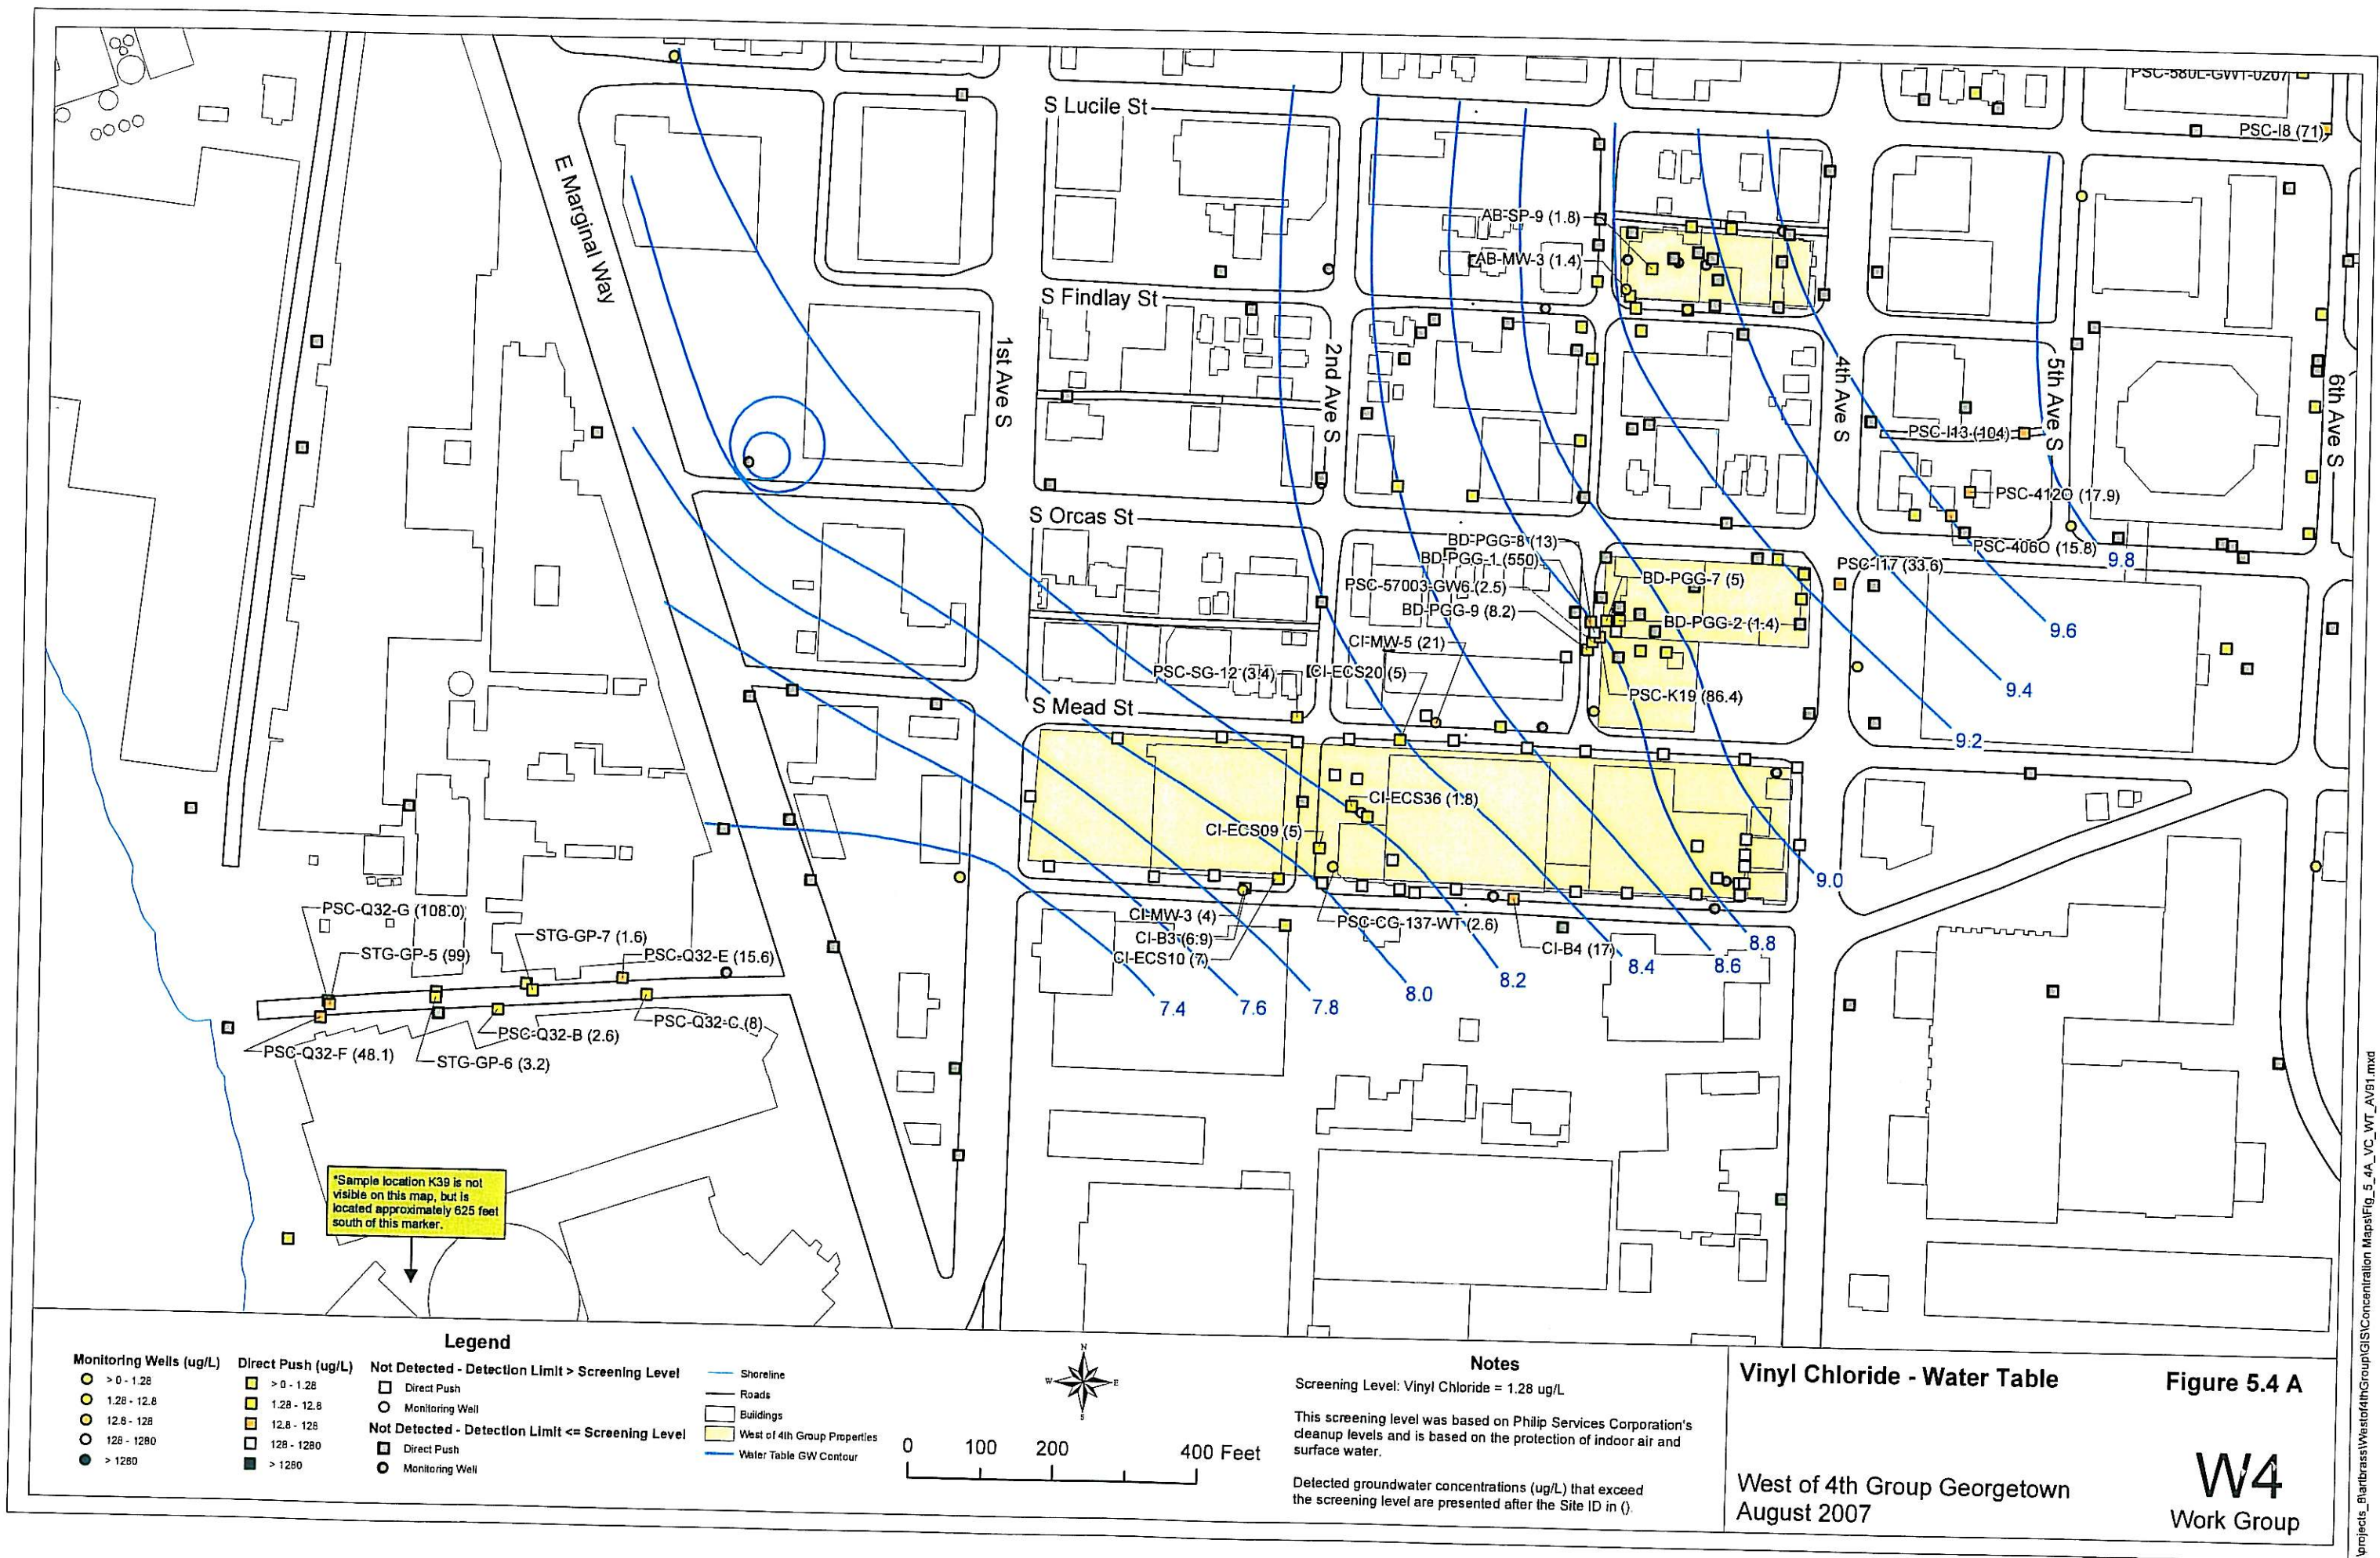 PSC-580L-GWT-0207
S Lucile St
PSC-I8 (71)
E Marginal Way
AB-SP-9 (1.8)
AB-MW-3 (1.4)
S Findlay St
1st Ave S
2nd Ave S
4th Ave S
5th Ave S
6th Ave S
PSC-I13 (104)
PSC-412O (17.9)
S Orcas St
BD-PGG-8 (13)
PSC-406O (15.8)
BD-PGG-1 (550)
9.8
PSC-I17 (33.6)
PSC-57003-GW6 (2.5)
BD-PGG-7 (5)
BD-PGG-9 (8.2)
BD-PGG-2 (1.4)
9.6
CI-MW-5 (21)
PSC-SG-12 (3.4)
CI-ECS20 (5)
9.4
PSC-K19 (86.4)
S Mead St
9.2
CI-ECS36 (1.8)
CI-ECS09 (5)
9.0
PSC-Q32-G (108.0)
CI-MW-3 (4)
PSC-CG-137-WT (2.6)
STG-GP-7 (1.6)
CI-B3 (6.9)
8.8
STG-GP-5 (99)
PSC-Q32-E (15.6)
CI-ECS10 (7)
CI-B4 (17)
8.4
8.6
8.2
8.0
7.4
7.6
7.8
PSC-Q32-C (8)
PSC-Q32-B (2.6)
PSC-Q32-F (48.1)
STG-GP-6 (3.2)
*Sample location K39 is not
visible on this map, but is
located approximately 625 feet
south of this marker.
Legend
Monitoring Wells (ug/L)
> 0 - 1.28
1.28 - 12.8
12.8 - 128
128 - 1280
> 1280
Direct Push (ug/L)
> 0 - 1.28
1.28 - 12.8
12.8 - 128
128 - 1280
> 1280
Not Detected - Detection Limit > Screening Level
Direct Push
Monitoring Well
Not Detected - Detection Limit <= Screening Level
Direct Push
Monitoring Well
Shoreline
Roads
Buildings
West of 4th Group Properties
Water Table GW Contour
N
W
E
S
0 100 200 400 Feet
Notes
Screening Level: Vinyl Chloride = 1.28 ug/L
This screening level was based on Philip Services Corporation's
cleanup levels and is based on the protection of indoor air and
surface water.
Detected groundwater concentrations (ug/L) that exceed
the screening level are presented after the Site ID in ().
Vinyl Chloride - Water Table
Figure 5.4 A
West of 4th Group Georgetown
August 2007
W4
Work Group
\projects_8\artbrass\Westof4thGroup\GIS\Concentration Maps\Fig_5_4A_VC_WT_AV91.mxd